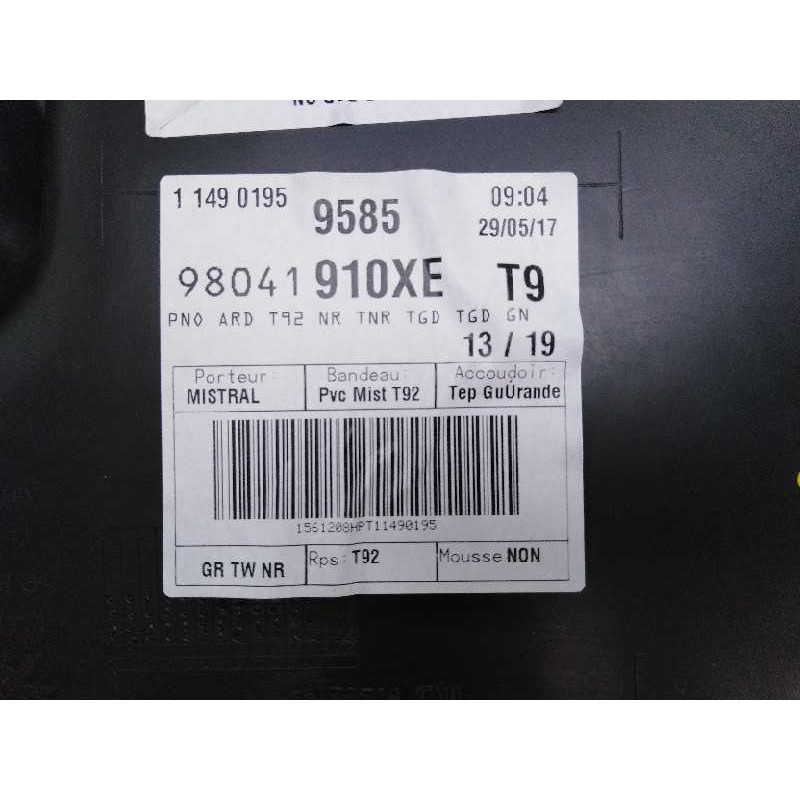 1 149 0195 9585 09:04
29/05/17
98041 910XE T9
PNO ARD T92 NR TNR TGD TGD GN
13 / 19
Porteur: Bandeau: Accoudoir:
MISTRAL Pvc Mist T92 Tep GuÜrande
1561208HPT11490195
GR TW NR Rps: T92 Mousse NON